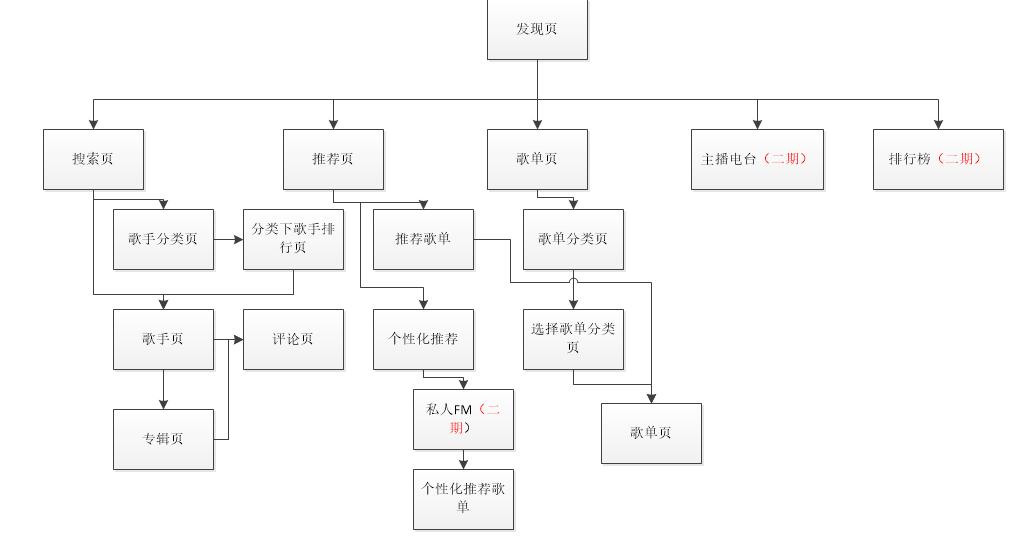 发现页
搜索页
推荐页
歌单页
主播电台（二期）
排行榜（二期）
歌手分类页
分类下歌手排
行页
推荐歌单
歌单分类页
歌手页
评论页
个性化推荐
选择歌单分类
页
私人FM（二
期）
专辑页
歌单页
个性化推荐歌
单